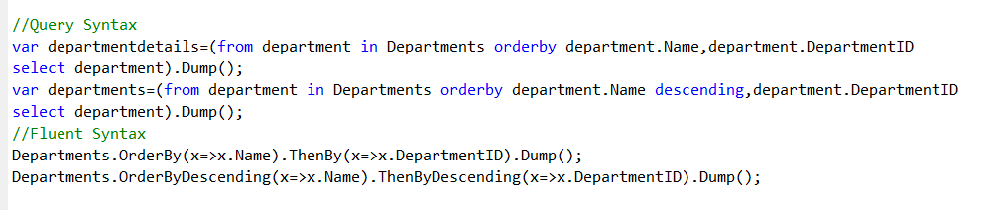 //Query Syntax
var departmentdetails=(from department in Departments orderby department.Name,department.DepartmentID
select department).Dump();
var departments=(from department in Departments orderby department.Name descending,department.DepartmentID
select department).Dump();
//Fluent Syntax
Departments.OrderBy(x=>x.Name).ThenBy(x=>x.DepartmentID).Dump();
Departments.OrderByDescending(x=>x.Name).ThenByDescending(x=>x.DepartmentID).Dump();